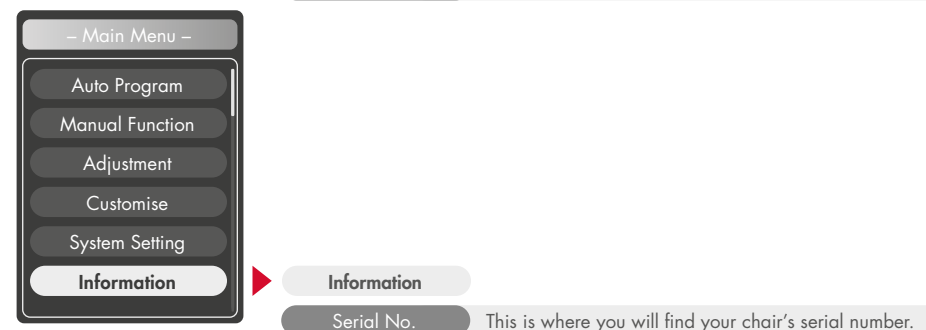 – Main Menu –
Auto Program
Manual Function
Adjustment
Customise
System Setting
Information
Information
Serial No. This is where you will find your chair's serial number.